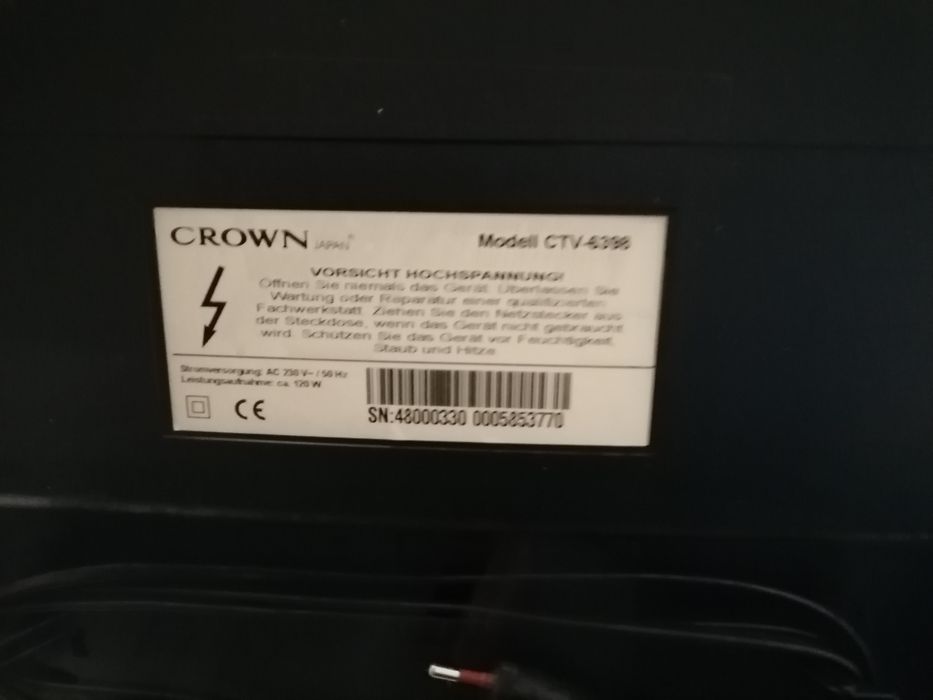 CROWN JAPAN®
Modell CTV-6398
VORSICHT HOCHSPANNUNG!
Öffnen Sie niemals das Gerät. Überlassen Sie
Wartung oder Reparatur einer qualifizierten
Fachwerkstatt. Ziehen Sie den Netzstecker aus
der Steckdose, wenn das Gerät nicht gebraucht
wird. Schützen Sie das Gerät vor Feuchtigkeit,
Staub und Hitze
Stromversorgung: AC 230 V~ / 50 Hz
Leistungsaufnahme: ca. 120 W
CE
SN:48000330 0005853770